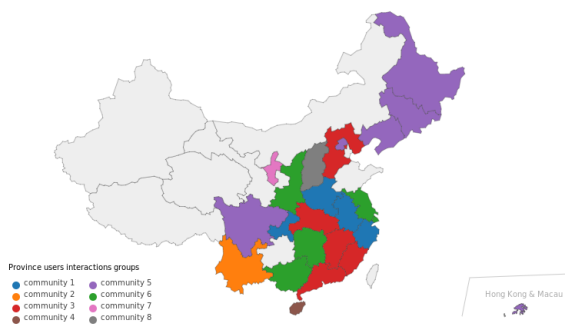 Hong Kong & Macau
Province users interactions groups
community 1
community 2
community 3
community 4
community 5
community 6
community 7
community 8